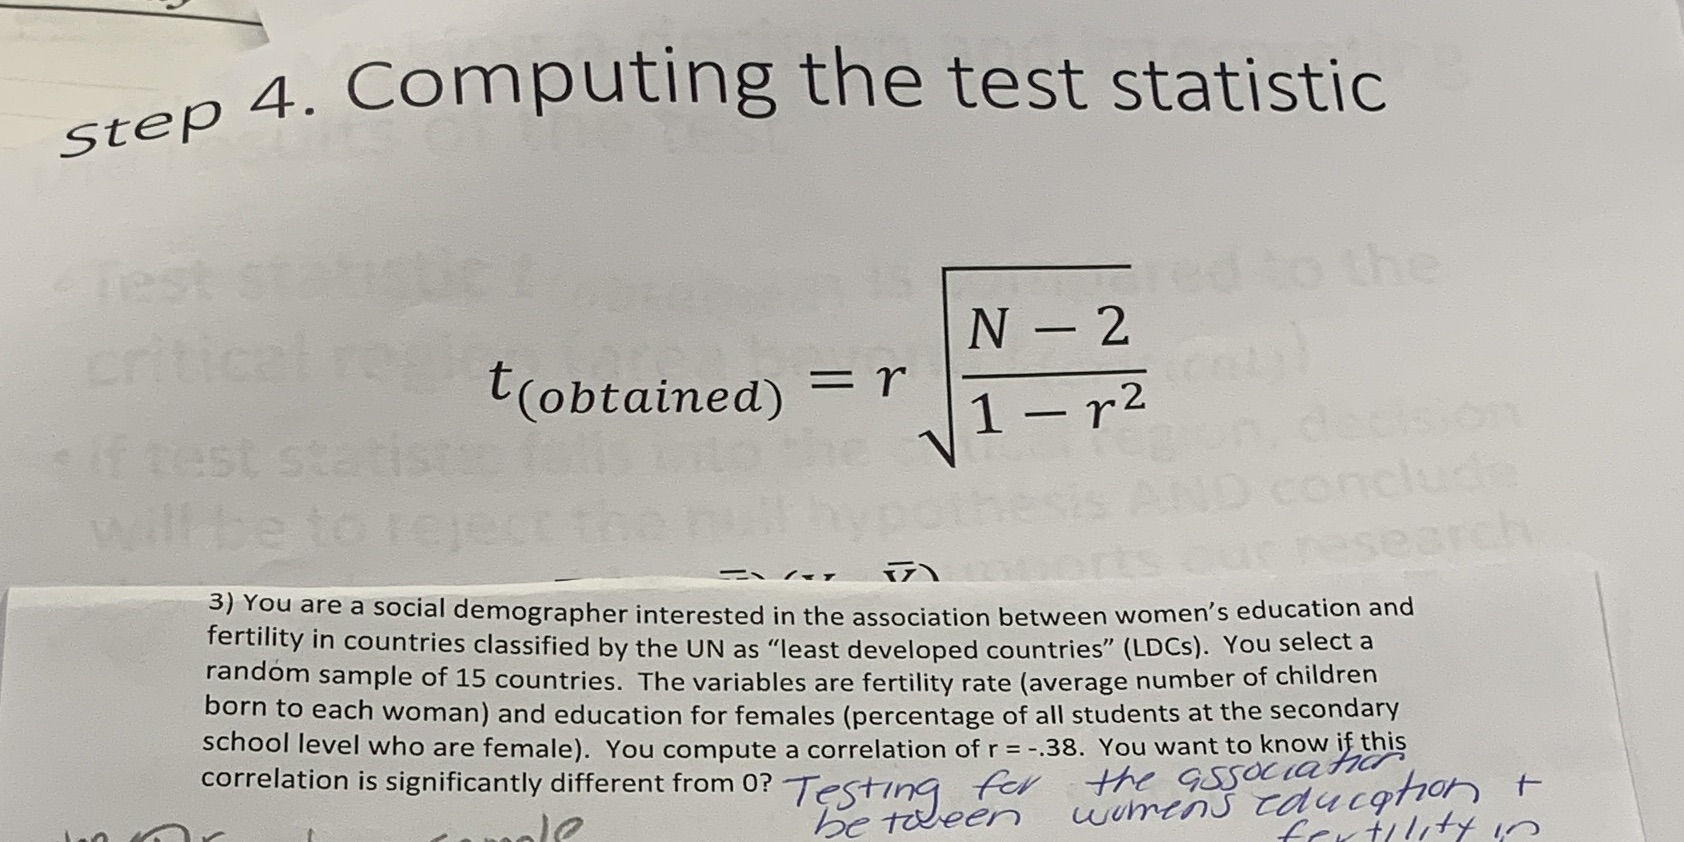 step 4. Computing the test statistic
t(obtained) = r √((N − 2)/(1 − r²))
3) You are a social demographer interested in the association between women's education and
fertility in countries classified by the UN as "least developed countries" (LDCs). You select a
random sample of 15 countries. The variables are fertility rate (average number of children
born to each woman) and education for females (percentage of all students at the secondary
school level who are female). You compute a correlation of r = -.38. You want to know if this
correlation is significantly different from 0? Testing for the association
between women's education +
fertility in